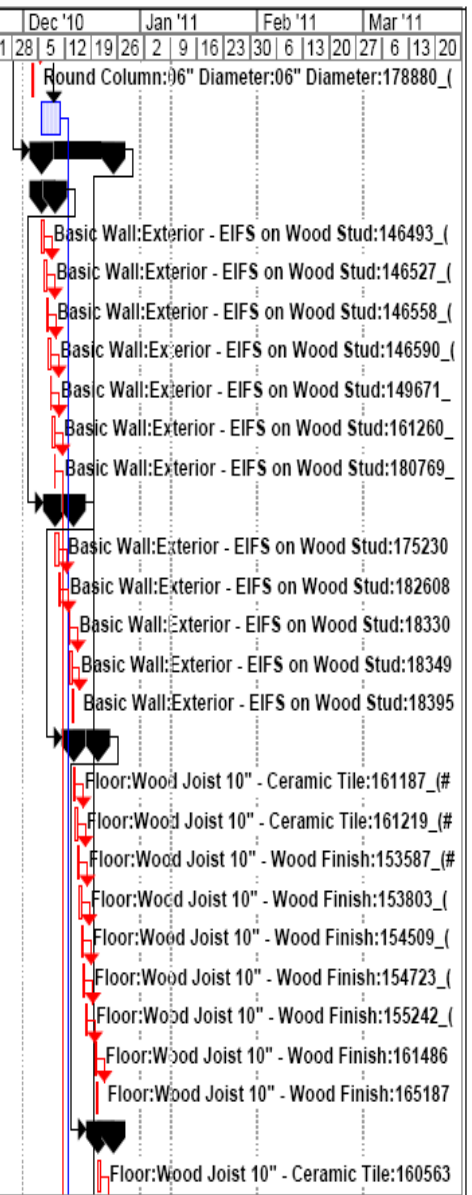 Dec '10 Jan '11 Feb '11 Mar '11
1 28 5 12 19 26 2 9 16 23 30 6 13 20 27 6 13 20
Round Column:06" Diameter:06" Diameter:178880_(
Basic Wall:Exterior - EIFS on Wood Stud:146493_(
Basic Wall:Exterior - EIFS on Wood Stud:146527_(
Basic Wall:Exterior - EIFS on Wood Stud:146558_(
Basic Wall:Exterior - EIFS on Wood Stud:146590_(
Basic Wall:Exterior - EIFS on Wood Stud:149671_
Basic Wall:Exterior - EIFS on Wood Stud:161260_
Basic Wall:Exterior - EIFS on Wood Stud:180769_
Basic Wall:Exterior - EIFS on Wood Stud:175230
Basic Wall:Exterior - EIFS on Wood Stud:182608
Basic Wall:Exterior - EIFS on Wood Stud:18330
Basic Wall:Exterior - EIFS on Wood Stud:18349
Basic Wall:Exterior - EIFS on Wood Stud:18395
Floor:Wood Joist 10" - Ceramic Tile:161187_(#
Floor:Wood Joist 10" - Ceramic Tile:161219_(#
Floor:Wood Joist 10" - Wood Finish:153587_(#
Floor:Wood Joist 10" - Wood Finish:153803_(
Floor:Wood Joist 10" - Wood Finish:154509_(
Floor:Wood Joist 10" - Wood Finish:154723_(
Floor:Wood Joist 10" - Wood Finish:155242_(
Floor:Wood Joist 10" - Wood Finish:161486
Floor:Wood Joist 10" - Wood Finish:165187
Floor:Wood Joist 10" - Ceramic Tile:160563